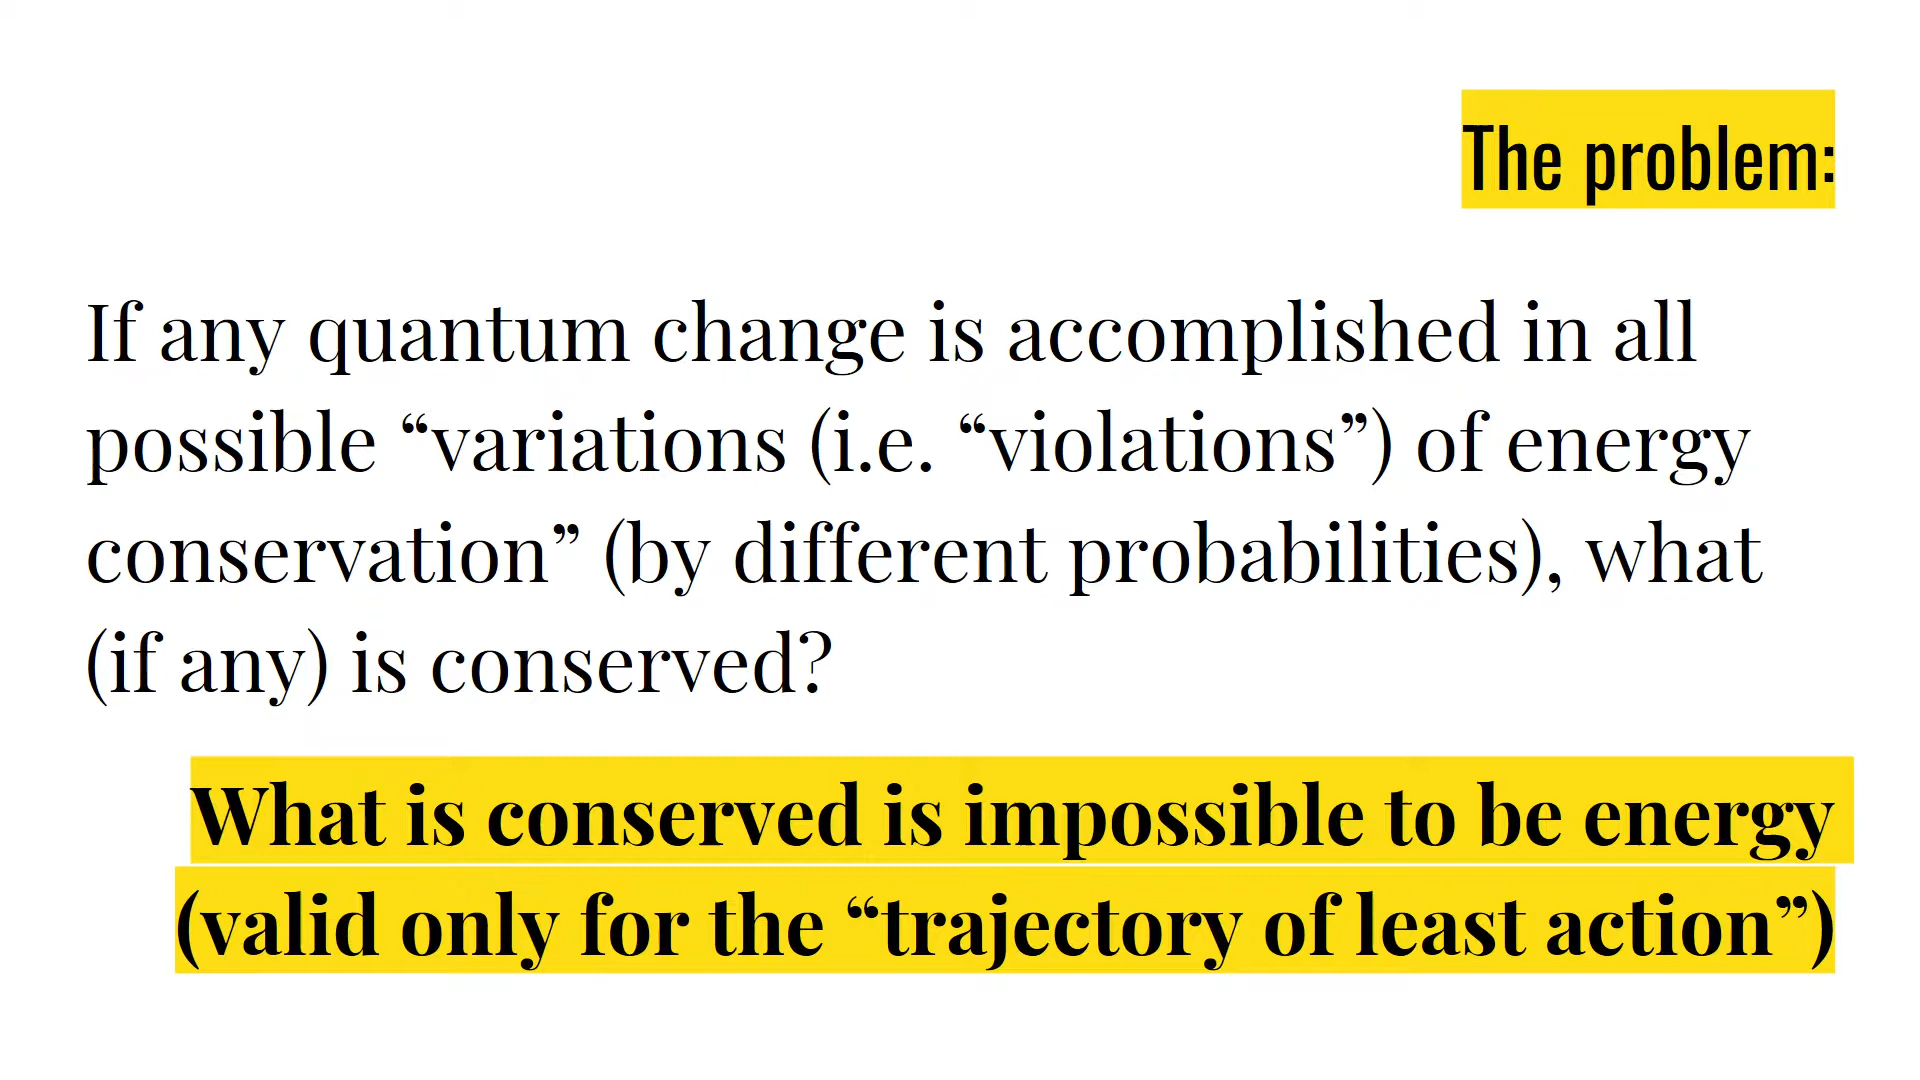 The problem:
If any quantum change is accomplished in all
possible “variations (i.e. “violations”) of energy
conservation” (by different probabilities), what
(if any) is conserved?
What is conserved is impossible to be energy
(valid only for the “trajectory of least action”)